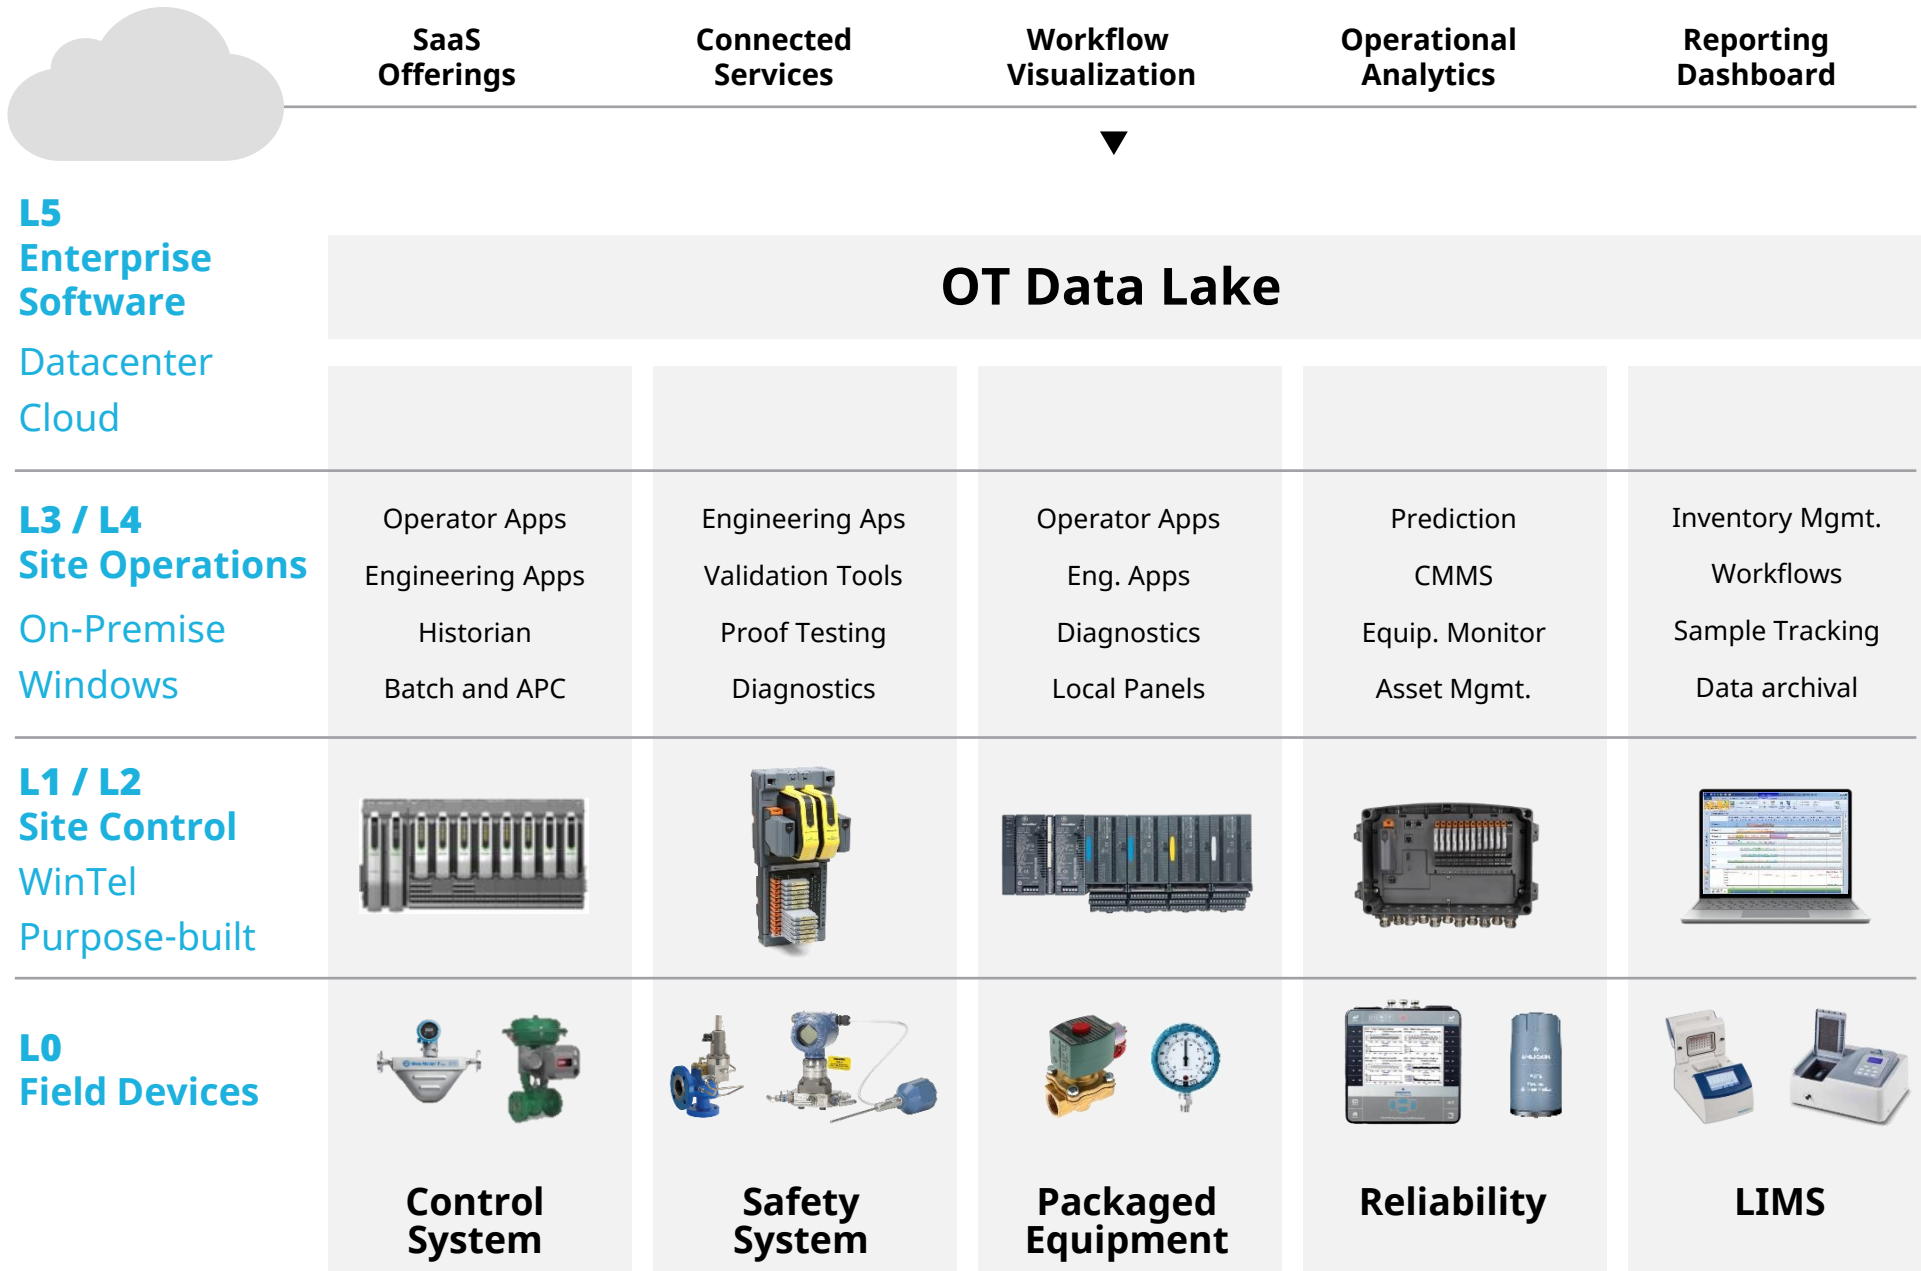 SaaS
Offerings
Connected
Services
Workflow
Visualization
Operational
Analytics
Reporting
Dashboard
L5
Enterprise
Software
Datacenter
Cloud
OT Data Lake
L3 / L4
Site Operations
On-Premise
Windows
Operator Apps
Engineering Apps
Historian
Batch and APC
Engineering Aps
Validation Tools
Proof Testing
Diagnostics
Operator Apps
Eng. Apps
Diagnostics
Local Panels
Prediction
CMMS
Equip. Monitor
Asset Mgmt.
Inventory Mgmt.
Workflows
Sample Tracking
Data archival
L1 / L2
Site Control
WinTel
Purpose-built
L0
Field Devices
Control
System
Safety
System
Packaged
Equipment
Reliability
LIMS